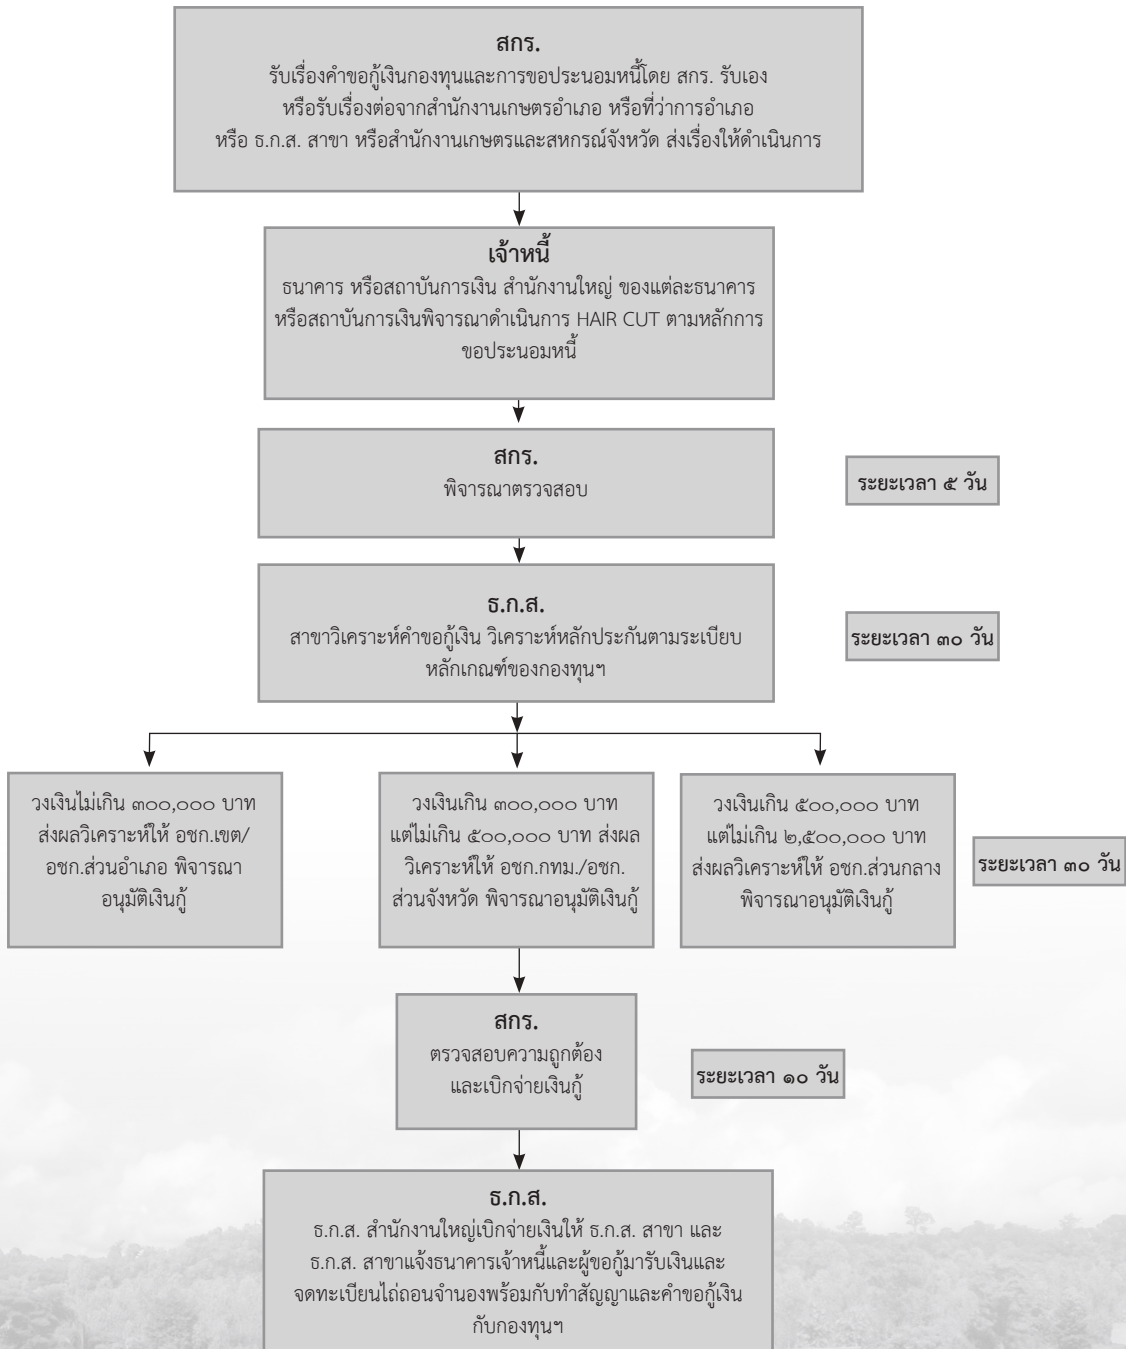 สกร.
รับเรื่องคำขอกู้เงินกองทุนและการขอประนอมหนี้โดย สกร. รับเอง
หรือรับเรื่องต่อจากสำนักงานเกษตรอำเภอ หรือที่ว่าการอำเภอ
หรือ ธ.ก.ส. สาขา หรือสำนักงานเกษตรและสหกรณ์จังหวัด ส่งเรื่องให้ดำเนินการ
เจ้าหนี้
ธนาคาร หรือสถาบันการเงิน สำนักงานใหญ่ ของแต่ละธนาคาร
หรือสถาบันการเงินพิจารณาดำเนินการ HAIR CUT ตามหลักการ
ขอประนอมหนี้
สกร.
พิจารณาตรวจสอบ
ระยะเวลา ๕ วัน
ธ.ก.ส.
สาขาวิเคราะห์คำขอกู้เงิน วิเคราะห์หลักประกันตามระเบียบ
หลักเกณฑ์ของกองทุนฯ
ระยะเวลา ๓๐ วัน
วงเงินไม่เกิน ๓๐๐,๐๐๐ บาท
ส่งผลวิเคราะห์ให้ อชก.เขต/
อชก.ส่วนอำเภอ พิจารณา
อนุมัติเงินกู้
วงเงินเกิน ๓๐๐,๐๐๐ บาท
แต่ไม่เกิน ๕๐๐,๐๐๐ บาท ส่งผล
วิเคราะห์ให้ อชก.กทม./อชก.
ส่วนจังหวัด พิจารณาอนุมัติเงินกู้
วงเงินเกิน ๕๐๐,๐๐๐ บาท
แต่ไม่เกิน ๒,๕๐๐,๐๐๐ บาท
ส่งผลวิเคราะห์ให้ อชก.ส่วนกลาง
พิจารณาอนุมัติเงินกู้
ระยะเวลา ๓๐ วัน
สกร.
ตรวจสอบความถูกต้อง
และเบิกจ่ายเงินกู้
ระยะเวลา ๑๐ วัน
ธ.ก.ส.
ธ.ก.ส. สำนักงานใหญ่เบิกจ่ายเงินให้ ธ.ก.ส. สาขา และ
ธ.ก.ส. สาขาแจ้งธนาคารเจ้าหนี้และผู้ขอกู้มารับเงินและ
จดทะเบียนไถ่ถอนจำนองพร้อมกับทำสัญญาและคำขอกู้เงิน
กับกองทุนฯ